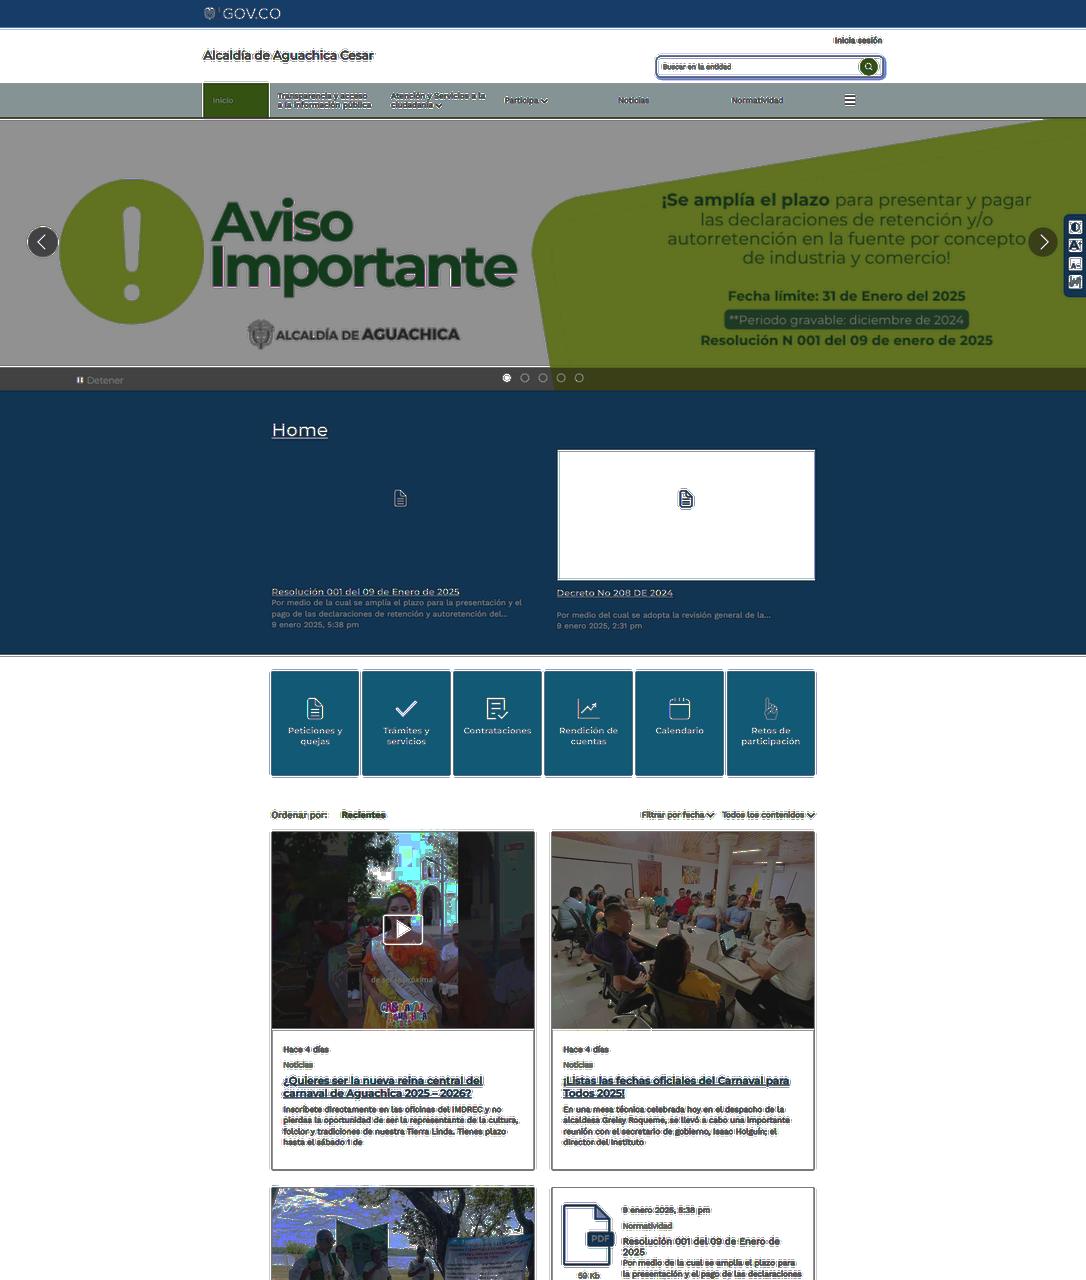 GOV.CO
Inicia sesión
Alcaldía de Aguachica Cesar
Buscar en la entidad
Inicio
Transparencia y acceso
a la información pública
Atención y Servicios a la
ciudadanía
Participa
Noticias
Normatividad
Aviso
Importante
ALCALDÍA DE AGUACHICA
¡Se amplía el plazo para presentar y pagar
las declaraciones de retención y/o
autorretención en la fuente por concepto
de industria y comercio!
Fecha límite: 31 de Enero del 2025
**Periodo gravable: diciembre de 2024
Resolución N 001 del 09 de enero de 2025
Detener
Home
Resolución 001 del 09 de Enero de 2025
Por medio de la cual se amplía el plazo para la presentación y el
pago de las declaraciones de retención y autoretención del...
9 enero 2025, 5:38 pm
Decreto No 208 DE 2024
Por medio del cual se adopta la revisión general de la...
9 enero 2025, 2:31 pm
Peticiones y
quejas
Trámites y
servicios
Contrataciones
Rendición de
cuentas
Calendario
Retos de
participación
Ordenar por:
Recientes
Filtrar por fecha
Todos los contenidos
de ser la próxima
CARNAVAL
AGUACHICA
Hace 4 días
Noticias
¿Quieres ser la nueva reina central del
carnaval de Aguachica 2025 – 2026?
Inscríbete directamente en las oficinas del IMDREC y no
pierdas la oportunidad de ser la representante de la cultura,
folclor y tradiciones de nuestra Tierra Linda. Tienes plazo
hasta el sábado 1 de
Hace 4 días
Noticias
¡Listas las fechas oficiales del Carnaval para
Todos 2025!
En una mesa técnica celebrada hoy en el despacho de la
alcaldesa Greisy Roqueme, se llevó a cabo una importante
reunión con el secretario de gobierno, Isaac Holguín; el
director del Instituto
PDF
59 Kb
9 enero 2025, 5:38 pm
Normatividad
Resolución 001 del 09 de Enero de
2025
Por medio de la cual se amplía el plazo para
la presentación y el pago de las declaraciones